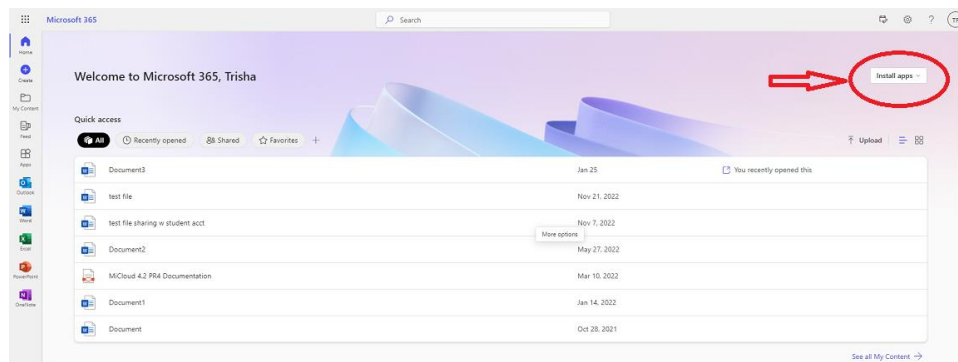 Microsoft 365
Search
?
Home
Create
My Content
Feed
Apps
Outlook
Word
Excel
PowerPoint
OneNote
Welcome to Microsoft 365, Trisha
Install apps
Quick access
All Recently opened Shared Favorites +
Upload
Document3 Jan 25 You recently opened this
test file Nov 21, 2022
test file sharing w student acct Nov 7, 2022
More options
Document2 May 27, 2022
MiCloud 4.2 PR4 Documentation Mar 10, 2022
Document1 Jan 14, 2022
Document Oct 28, 2021
See all My Content →